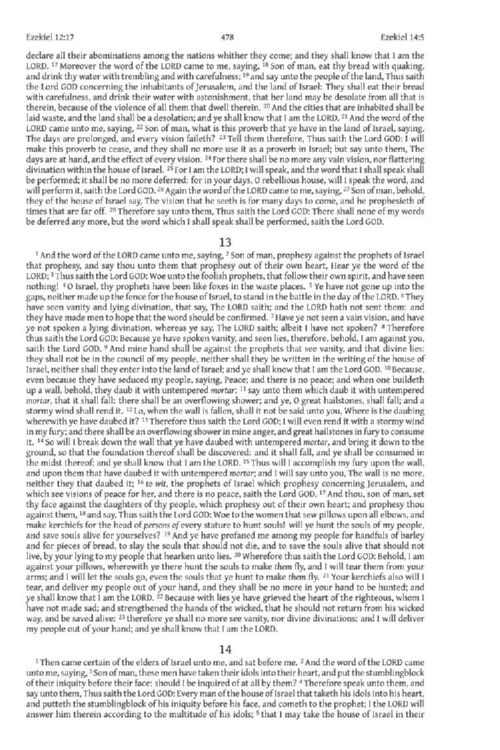 Ezekiel 12:17 478 Ezekiel 14:5
declare all their abominations among the nations whither they come; and they shall know that I am the
LORD. 17 Moreover the word of the LORD came to me, saying, 18 Son of man, eat thy bread with quaking,
and drink thy water with trembling and with carefulness; 19 and say unto the people of the land, Thus saith
the Lord GOD concerning the inhabitants of Jerusalem, and the land of Israel: They shall eat their bread
with carefulness, and drink their water with astonishment, that her land may be desolate from all that is
therein, because of the violence of all them that dwell therein. 20 And the cities that are inhabited shall be
laid waste, and the land shall be a desolation; and ye shall know that I am the LORD. 21 And the word of the
LORD came unto me, saying, 22 Son of man, what is this proverb that ye have in the land of Israel, saying,
The days are prolonged, and every vision faileth? 23 Tell them therefore, Thus saith the Lord GOD: I will
make this proverb to cease, and they shall no more use it as a proverb in Israel; but say unto them, The
days are at hand, and the effect of every vision. 24 For there shall be no more any vain vision, nor flattering
divination within the house of Israel. 25 For I am the LORD; I will speak, and the word that I shall speak shall
be performed; it shall be no more deferred: for in your days, O rebellious house, will I speak the word, and
will perform it, saith the Lord GOD. 26 Again the word of the LORD came to me, saying, 27 Son of man, behold,
they of the house of Israel say, The vision that he seeth is for many days to come, and he prophesieth of
times that are far off. 28 Therefore say unto them, Thus saith the Lord GOD: There shall none of my words
be deferred any more, but the word which I shall speak shall be performed, saith the Lord GOD.
13
1 And the word of the LORD came unto me, saying, 2 Son of man, prophesy against the prophets of Israel
that prophesy, and say thou unto them that prophesy out of their own heart, Hear ye the word of the
LORD; 3 Thus saith the Lord GOD: Woe unto the foolish prophets, that follow their own spirit, and have seen
nothing! 4 O Israel, thy prophets have been like foxes in the waste places. 5 Ye have not gone up into the
gaps, neither made up the fence for the house of Israel, to stand in the battle in the day of the LORD. 6 They
have seen vanity and lying divination, that say, The LORD saith; and the LORD hath not sent them: and
they have made men to hope that the word should be confirmed. 7 Have ye not seen a vain vision, and have
ye not spoken a lying divination, whereas ye say, The LORD saith; albeit I have not spoken? 8 Therefore
thus saith the Lord GOD: Because ye have spoken vanity, and seen lies, therefore, behold, I am against you,
saith the Lord GOD. 9 And mine hand shall be against the prophets that see vanity, and that divine lies:
they shall not be in the council of my people, neither shall they be written in the writing of the house of
Israel, neither shall they enter into the land of Israel; and ye shall know that I am the Lord GOD. 10 Because,
even because they have seduced my people, saying, Peace; and there is no peace; and when one buildeth
up a wall, behold, they daub it with untempered mortar: 11 say unto them which daub it with untempered
mortar, that it shall fall: there shall be an overflowing shower; and ye, O great hailstones, shall fall; and a
stormy wind shall rend it. 12 Lo, when the wall is fallen, shall it not be said unto you, Where is the daubing
wherewith ye have daubed it? 13 Therefore thus saith the Lord GOD; I will even rend it with a stormy wind
in my fury; and there shall be an overflowing shower in mine anger, and great hailstones in fury to consume
it. 14 So will I break down the wall that ye have daubed with untempered mortar, and bring it down to the
ground, so that the foundation thereof shall be discovered: and it shall fall, and ye shall be consumed in
the midst thereof; and ye shall know that I am the LORD. 15 Thus will I accomplish my fury upon the wall,
and upon them that have daubed it with untempered mortar; and I will say unto you, The wall is no more,
neither they that daubed it; 16 to wit, the prophets of Israel which prophesy concerning Jerusalem, and
which see visions of peace for her, and there is no peace, saith the Lord GOD. 17 And thou, son of man, set
thy face against the daughters of thy people, which prophesy out of their own heart; and prophesy thou
against them, 18 and say, Thus saith the Lord GOD: Woe to the women that sew pillows upon all elbows, and
make kerchiefs for the head of persons of every stature to hunt souls! will ye hunt the souls of my people,
and save souls alive for yourselves? 19 And ye have profaned me among my people for handfuls of barley
and for pieces of bread, to slay the souls that should not die, and to save the souls alive that should not
live, by your lying to my people that hearken unto lies. 20 Wherefore thus saith the Lord GOD: Behold, I am
against your pillows, wherewith ye there hunt the souls to make them fly, and I will tear them from your
arms; and I will let the souls go, even the souls that ye hunt to make them fly. 21 Your kerchiefs also will I
tear, and deliver my people out of your hand, and they shall be no more in your hand to be hunted; and
ye shall know that I am the LORD. 22 Because with lies ye have grieved the heart of the righteous, whom I
have not made sad; and strengthened the hands of the wicked, that he should not return from his wicked
way, and be saved alive: 23 therefore ye shall no more see vanity, nor divine divinations: and I will deliver
my people out of your hand; and ye shall know that I am the LORD.
14
1 Then came certain of the elders of Israel unto me, and sat before me. 2 And the word of the LORD came
unto me, saying, 3 Son of man, these men have taken their idols into their heart, and put the stumblingblock
of their iniquity before their face: should I be inquired of at all by them? 4 Therefore speak unto them, and
say unto them, Thus saith the Lord GOD: Every man of the house of Israel that taketh his idols into his heart,
and putteth the stumblingblock of his iniquity before his face, and cometh to the prophet; I the LORD will
answer him therein according to the multitude of his idols; 5 that I may take the house of Israel in their